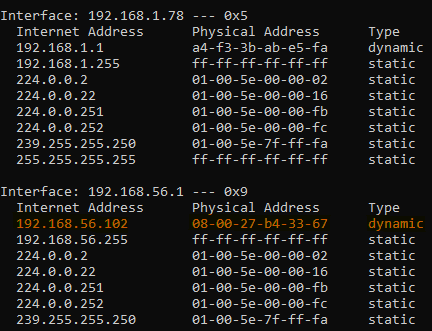 Interface: 192.168.1.78 --- 0x5
  Internet Address      Physical Address      Type
  192.168.1.1           a4-f3-3b-ab-e5-fa     dynamic
  192.168.1.255         ff-ff-ff-ff-ff-ff     static
  224.0.0.2             01-00-5e-00-00-02     static
  224.0.0.22            01-00-5e-00-00-16     static
  224.0.0.251           01-00-5e-00-00-fb     static
  224.0.0.252           01-00-5e-00-00-fc     static
  239.255.255.250       01-00-5e-7f-ff-fa     static
  255.255.255.255       ff-ff-ff-ff-ff-ff     static

Interface: 192.168.56.1 --- 0x9
  Internet Address      Physical Address      Type
  192.168.56.102        08-00-27-b4-33-67     dynamic
  192.168.56.255        ff-ff-ff-ff-ff-ff     static
  224.0.0.2             01-00-5e-00-00-02     static
  224.0.0.22            01-00-5e-00-00-16     static
  224.0.0.251           01-00-5e-00-00-fb     static
  224.0.0.252           01-00-5e-00-00-fc     static
  239.255.255.250       01-00-5e-7f-ff-fa     static